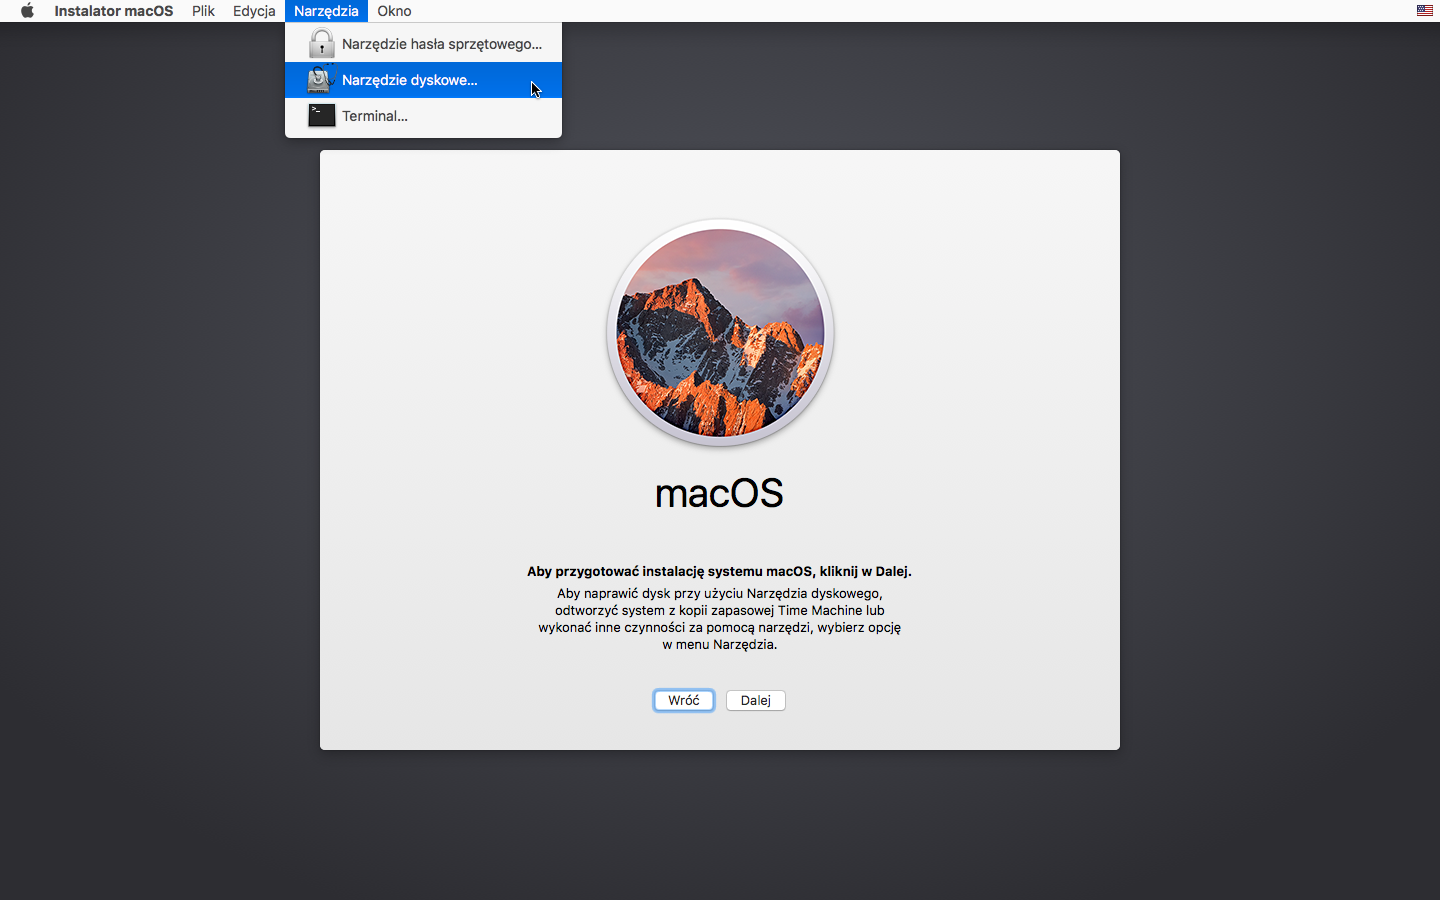 Instalator macOS Plik Edycja Narzędzia Okno
Narzędzie hasła sprzętowego...
Narzędzie dyskowe...
>_
Terminal...
macOS
Aby przygotować instalację systemu macOS, kliknij w Dalej.
Aby naprawić dysk przy użyciu Narzędzia dyskowego,
odtworzyć system z kopii zapasowej Time Machine lub
wykonać inne czynności za pomocą narzędzi, wybierz opcję
w menu Narzędzia.
Wróć Dalej